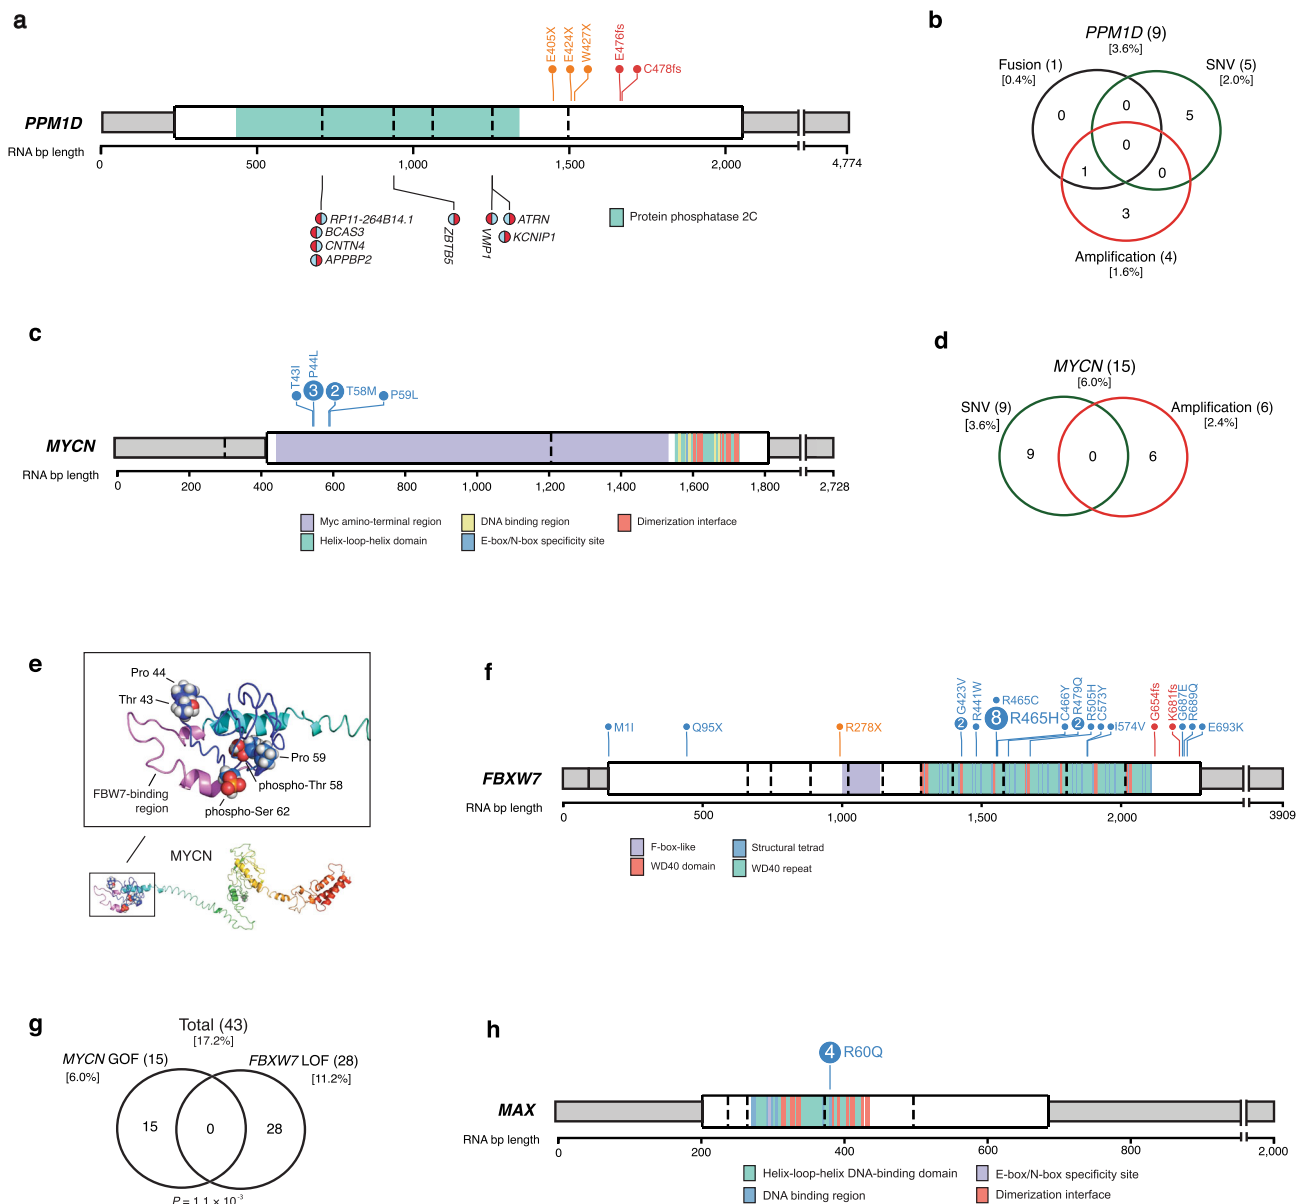 a
E405X
E424X
W427X
E476fs
C478fs
PPM1D
RNA bp length
0
500
1,000
1,500
2,000
4,774
RP11-264B14.1
BCAS3
CNTN4
APPBP2
ZBTB5
VMP1
ATRN
KCNIP1
Protein phosphatase 2C
b
PPM1D (9)
[3.6%]
Fusion (1)
[0.4%]
SNV (5)
[2.0%]
0
0
5
0
1
0
3
Amplification (4)
[1.6%]
c
T43I
P44L
3
2
T58M
P59L
MYCN
RNA bp length
0
200
400
600
800
1,000
1,200
1,400
1,600
1,800
2,728
Myc amino-terminal region
DNA binding region
Dimerization interface
Helix-loop-helix domain
E-box/N-box specificity site
d
MYCN (15)
[6.0%]
SNV (9)
[3.6%]
Amplification (6)
[2.4%]
9
0
6
e
Pro 44
Thr 43
Pro 59
phospho-Thr 58
FBW7-binding
region
phospho-Ser 62
MYCN
f
M1I
Q95X
R278X
2
G423V
R441W
R465C
8
R465H
C466Y
2
R479Q
R505H
C573Y
I574V
G654fs
K681fs
G687E
R689Q
E693K
FBXW7
RNA bp length
0
500
1,000
1,500
2,000
3909
F-box-like
Structural tetrad
WD40 domain
WD40 repeat
g
Total (43)
[17.2%]
MYCN GOF (15)
[6.0%]
FBXW7 LOF (28)
[11.2%]
15
0
28
P = 1.1 × 10-3
h
4
R60Q
MAX
RNA bp length
0
200
400
600
800
2,000
Helix-loop-helix DNA-binding domain
E-box/N-box specificity site
DNA binding region
Dimerization interface